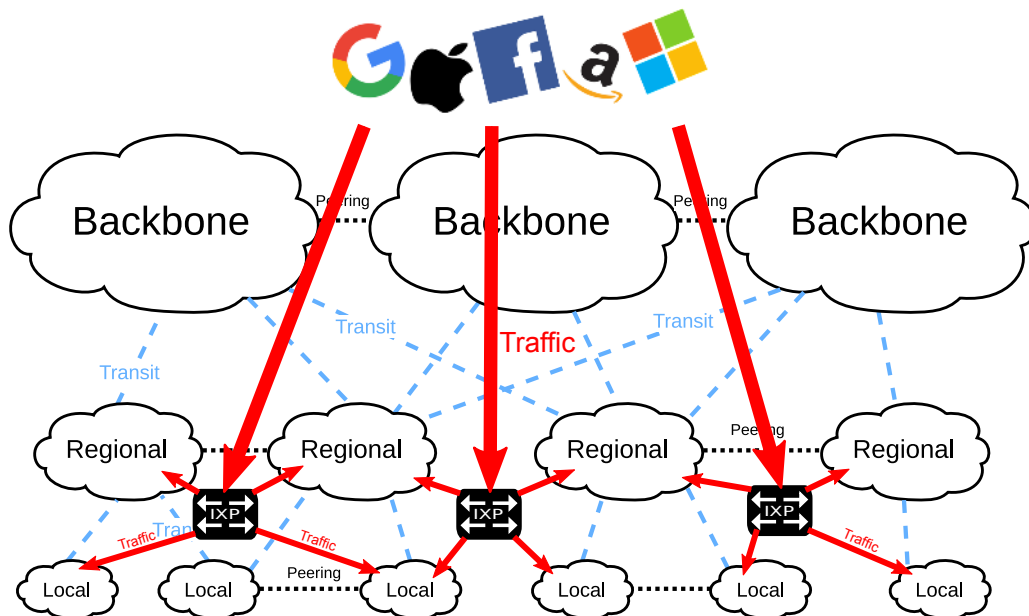 Peering
Peering
Backbone
Backbone
Backbone
Transit
Transit
Traffic
Transit
Peering
Regional
Regional
Regional
Regional
IXP
IXP
IXP
Traffic
Traffic
Traffic
Peering
Local
Local
Local
Local
Local
Local